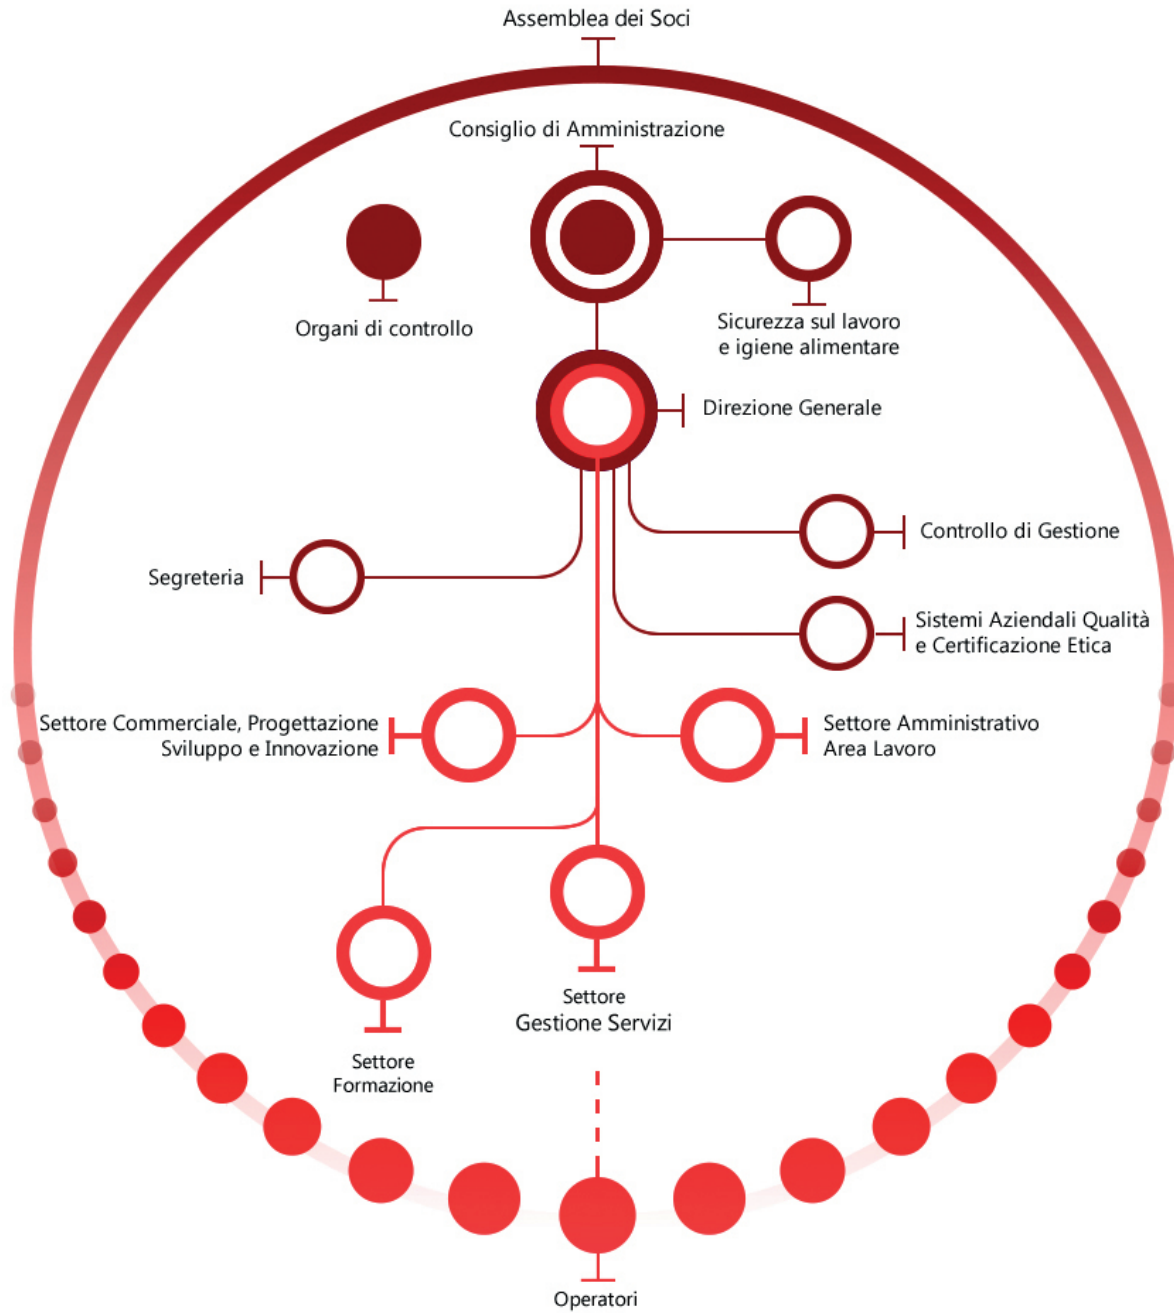 Assemblea dei Soci
Consiglio di Amministrazione
Organi di controllo
Sicurezza sul lavoro
e igiene alimentare
Direzione Generale
Controllo di Gestione
Segreteria
Sistemi Aziendali Qualità
e Certificazione Etica
Settore Commerciale, Progettazione
Sviluppo e Innovazione
Settore Amministrativo
Area Lavoro
Settore
Gestione Servizi
Settore
Formazione
Operatori